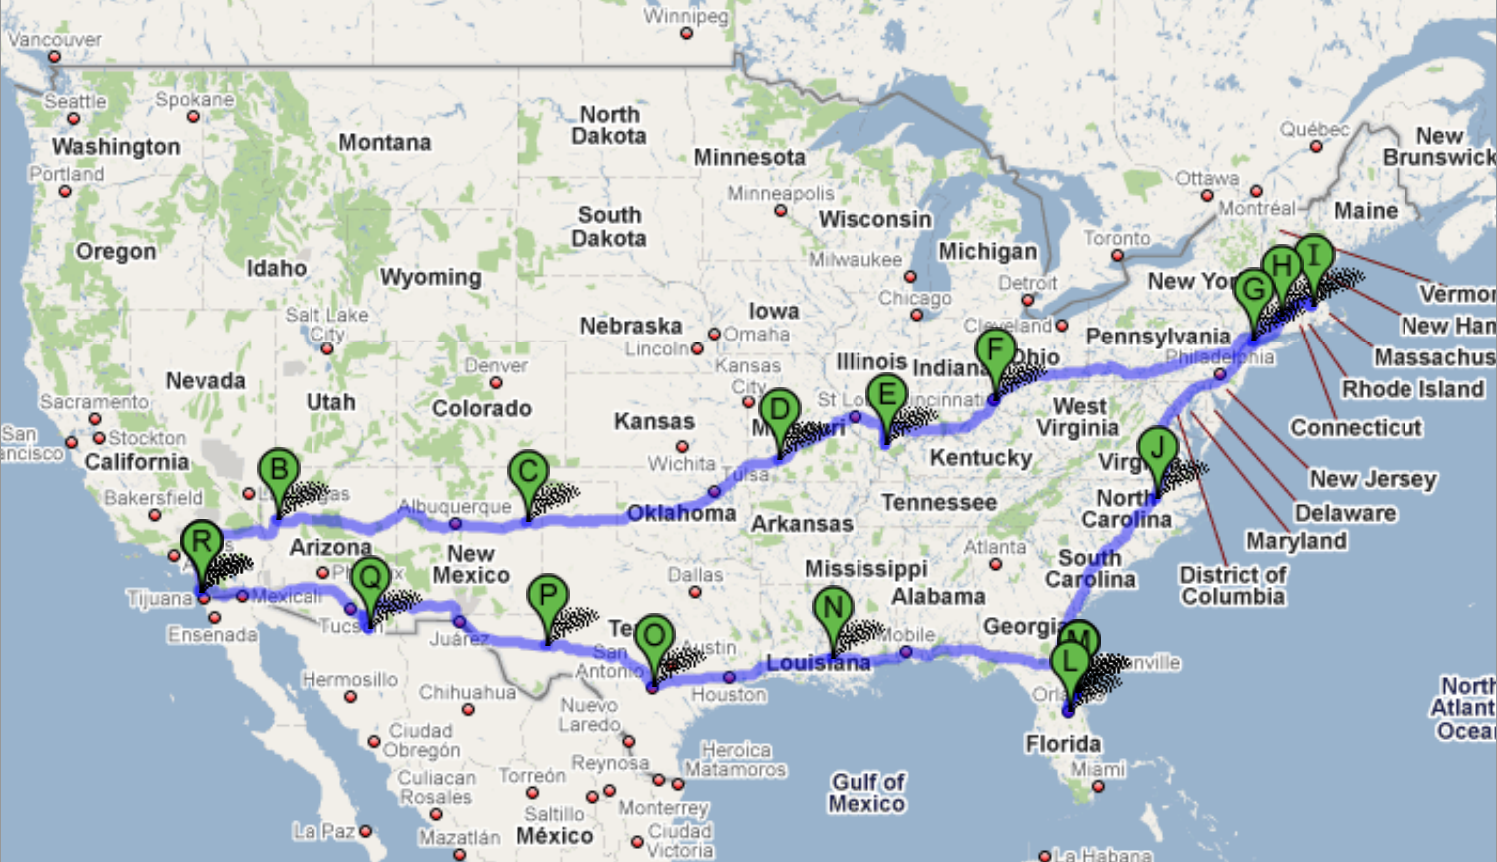 Winnipeg
Vancouver
Seattle
Spokane
Washington
Montana
North
Dakota
Minnesota
Québec
New
Brunswick
Portland
Minneapolis
Ottawa
Montréal
Maine
Oregon
Idaho
South
Dakota
Wisconsin
Michigan
Toronto
Wyoming
Milwaukee
Detroit
New Yor
G
H
I
Vermon
Salt Lake
City
Iowa
Chicago
Nebraska
Omaha
Lincoln
Cleveland
Pennsylvania
New Ham
Massachus
Philadelphia
Nevada
Denver
Kansas
City
Illinois
Indiana
F
Ohio
Rhode Island
Sacramento
Utah
Colorado
D
St Lo
E
incinnati
West
Virginia
Connecticut
San
ancisco
Stockton
California
Kansas
Kentucky
Virg
J
New Jersey
Bakersfield
B
C
Wichita
Tulsa
Albuquerque
Oklahoma
Arkansas
Tennessee
North
Carolina
Delaware
Maryland
R
Arizona
New
Mexico
Atlanta
South
Carolina
District of
Columbia
Mississippi
Alabama
Q
P
Dallas
N
Tijuana
Mexicali
Ensenada
Juárez
O
Austin
San
Antonio
Houston
Louisiana
Mobile
Georgia
M
L
nville
Florida
Miami
Hermosillo
Chihuahua
Nuevo
Laredo
Ciudad
Obregón
Reynosa
Heroica
Matamoros
Culiacan
Rosales
Torreón
Saltillo
Monterrey
Gulf of
Mexico
North
Atlant
Ocea
La Paz
Mazatlán
México
Ciudad
Victoria
La Habana